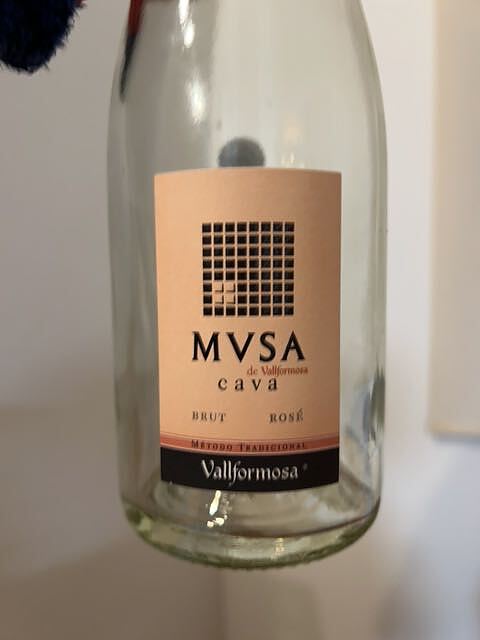 MVSA
de Vallformosa
cava
BRUT ROSÉ
MÉTODO TRADICIONAL
Vallformosa